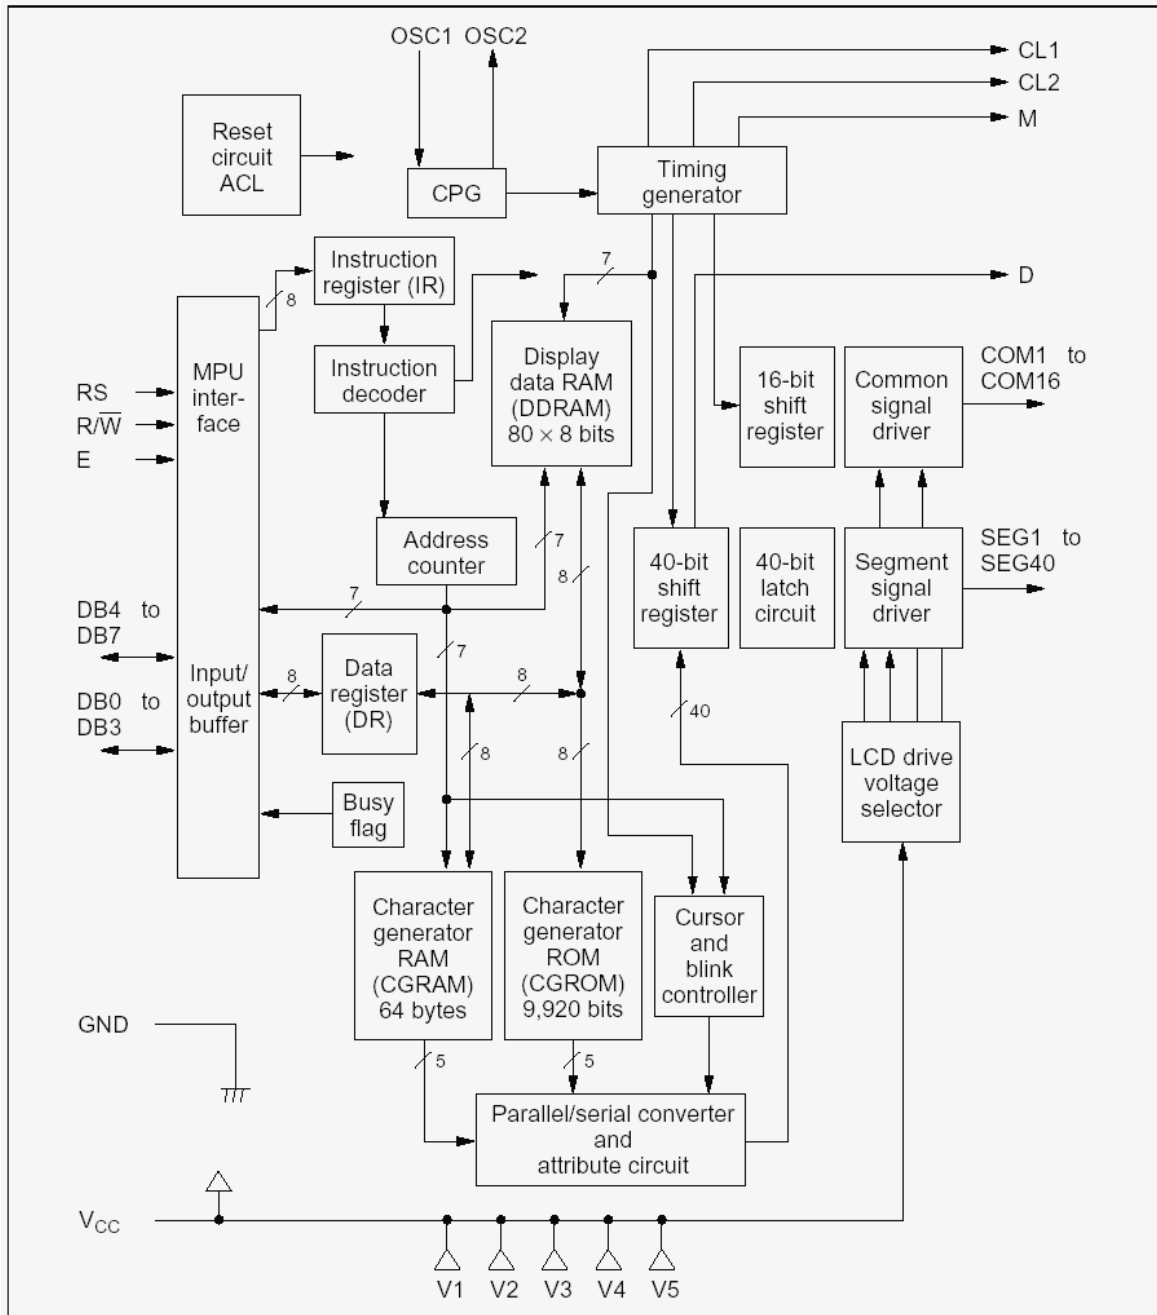 OSC1 OSC2
CL1
CL2
M
Reset
circuit
ACL
CPG
Timing
generator
Instruction
register (IR)
8
7
D
MPU
inter-
face
Instruction
decoder
Display
data RAM
(DDRAM)
80 × 8 bits
16-bit
shift
register
Common
signal
driver
COM1 to
COM16
RS
R/W̅
E
Address
counter
7
8
40-bit
shift
register
40-bit
latch
circuit
Segment
signal
driver
SEG1 to
SEG40
DB4 to
DB7
7
7
Input/
output
buffer
8
Data
register
(DR)
8
DB0 to
DB3
8
8
40
LCD drive
voltage
selector
Busy
flag
Character
generator
RAM
(CGRAM)
64 bytes
Character
generator
ROM
(CGROM)
9,920 bits
Cursor
and
blink
controller
GND
5
5
Parallel/serial converter
and
attribute circuit
VCC
V1 V2 V3 V4 V5